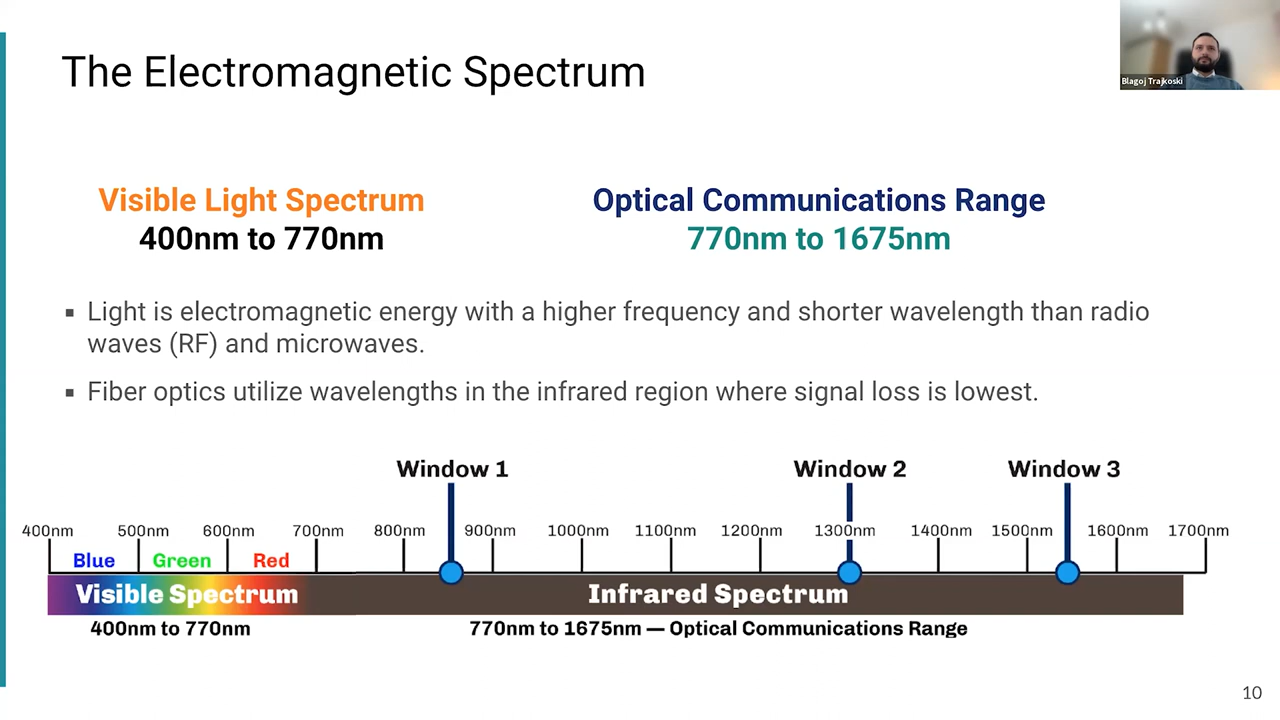 The Electromagnetic Spectrum
Blagoj Trajkoski
Visible Light Spectrum
400nm to 770nm
Optical Communications Range
770nm to 1675nm
▪ Light is electromagnetic energy with a higher frequency and shorter wavelength than radio
waves (RF) and microwaves.
▪ Fiber optics utilize wavelengths in the infrared region where signal loss is lowest.
Window 1 Window 2 Window 3
400nm 500nm 600nm 700nm 800nm 900nm 1000nm 1100nm 1200nm 1300nm 1400nm 1500nm 1600nm 1700nm
Blue Green Red
Visible Spectrum Infrared Spectrum
400nm to 770nm 770nm to 1675nm — Optical Communications Range
10